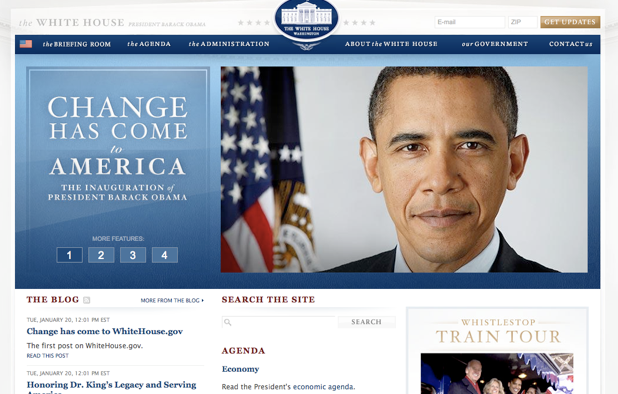 the WHITE HOUSE PRESIDENT BARACK OBAMA
THE WHITE HOUSE
WASHINGTON
E-mail
ZIP
GET UPDATES
the BRIEFING ROOM
the AGENDA
the ADMINISTRATION
ABOUT the WHITE HOUSE
our GOVERNMENT
CONTACT us
CHANGE
HAS COME
to
AMERICA
THE INAUGURATION of
PRESIDENT BARACK OBAMA
MORE FEATURES:
1 2 3 4
THE BLOG
MORE FROM THE BLOG
TUE, JANUARY 20, 12:01 PM EST
Change has come to WhiteHouse.gov
The first post on WhiteHouse.gov.
READ THIS POST
TUE, JANUARY 20, 12:01 PM EST
Honoring Dr. King's Legacy and Serving
America
SEARCH THE SITE
SEARCH
AGENDA
Economy
Read the President's economic agenda.
WHISTLESTOP
TRAIN TOUR